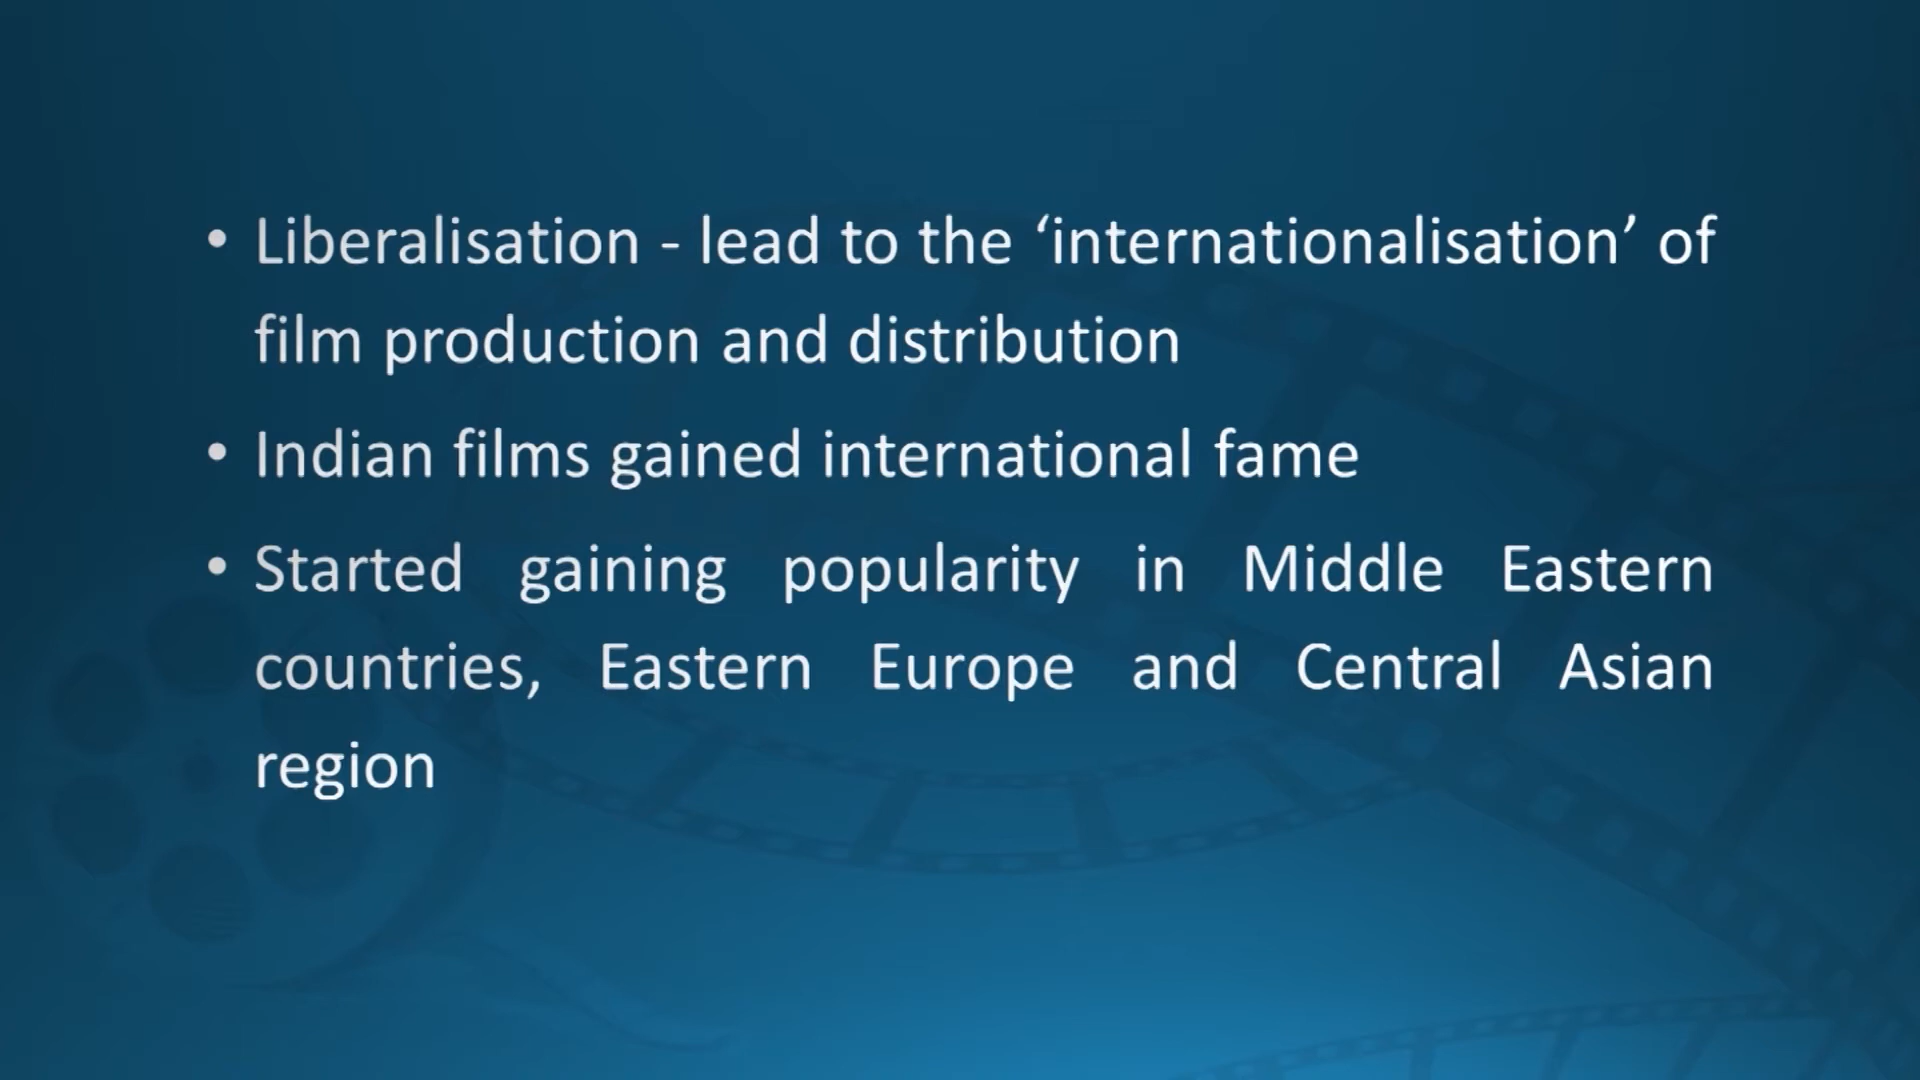 • Liberalisation - lead to the ‘internationalisation’ of
film production and distribution
• Indian films gained international fame
• Started gaining popularity in Middle Eastern
countries, Eastern Europe and Central Asian
region